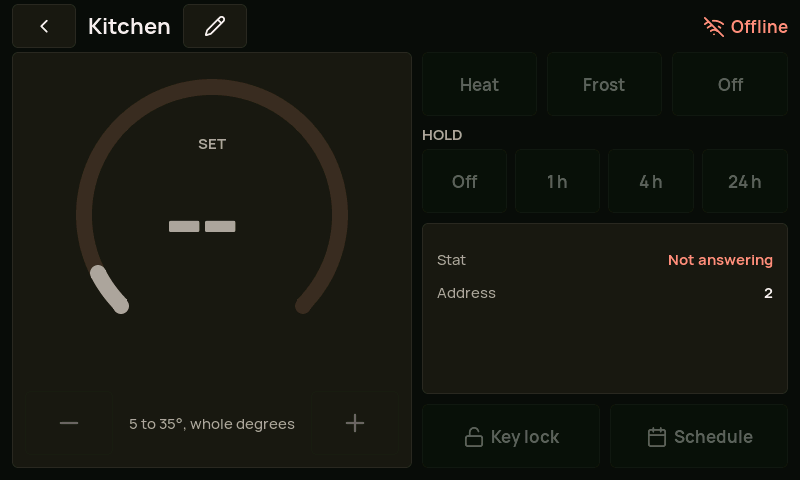 Kitchen
Offline
SET
--
5 to 35°, whole degrees
Heat
Frost
Off
HOLD
Off
1 h
4 h
24 h
Stat
Not answering
Address
2
Key lock
Schedule